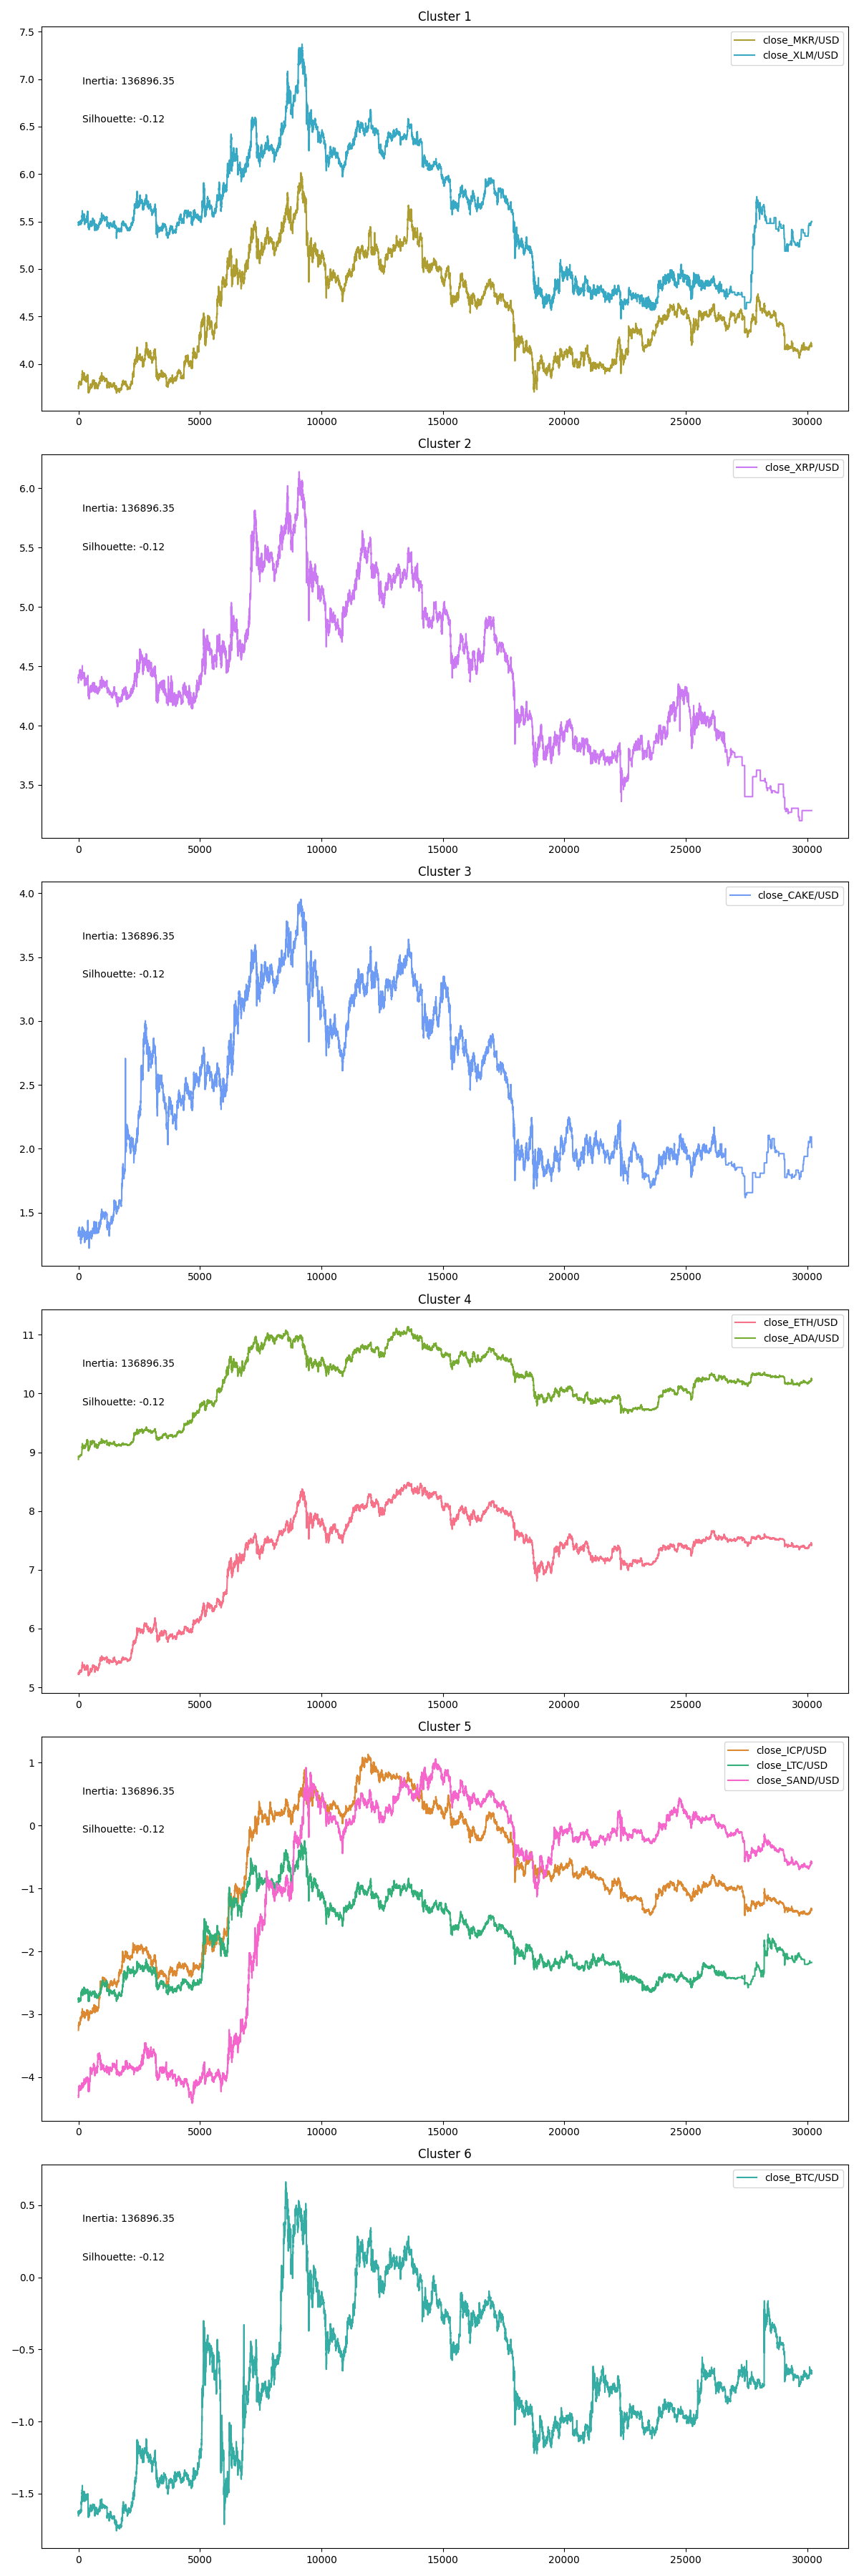 Cluster 1
7.5
7.0
6.5
6.0
5.5
5.0
4.5
4.0
Inertia: 136896.35
Silhouette: -0.12
close_MKR/USD
close_XLM/USD
0 5000 10000 15000 20000 25000 30000
Cluster 2
6.0
5.5
5.0
4.5
4.0
3.5
Inertia: 136896.35
Silhouette: -0.12
close_XRP/USD
0 5000 10000 15000 20000 25000 30000
Cluster 3
4.0
3.5
3.0
2.5
2.0
1.5
Inertia: 136896.35
Silhouette: -0.12
close_CAKE/USD
0 5000 10000 15000 20000 25000 30000
Cluster 4
11
10
9
8
7
6
5
Inertia: 136896.35
Silhouette: -0.12
close_ETH/USD
close_ADA/USD
0 5000 10000 15000 20000 25000 30000
Cluster 5
1
0
−1
−2
−3
−4
Inertia: 136896.35
Silhouette: -0.12
close_ICP/USD
close_LTC/USD
close_SAND/USD
0 5000 10000 15000 20000 25000 30000
Cluster 6
0.5
0.0
−0.5
−1.0
−1.5
Inertia: 136896.35
Silhouette: -0.12
close_BTC/USD
0 5000 10000 15000 20000 25000 30000